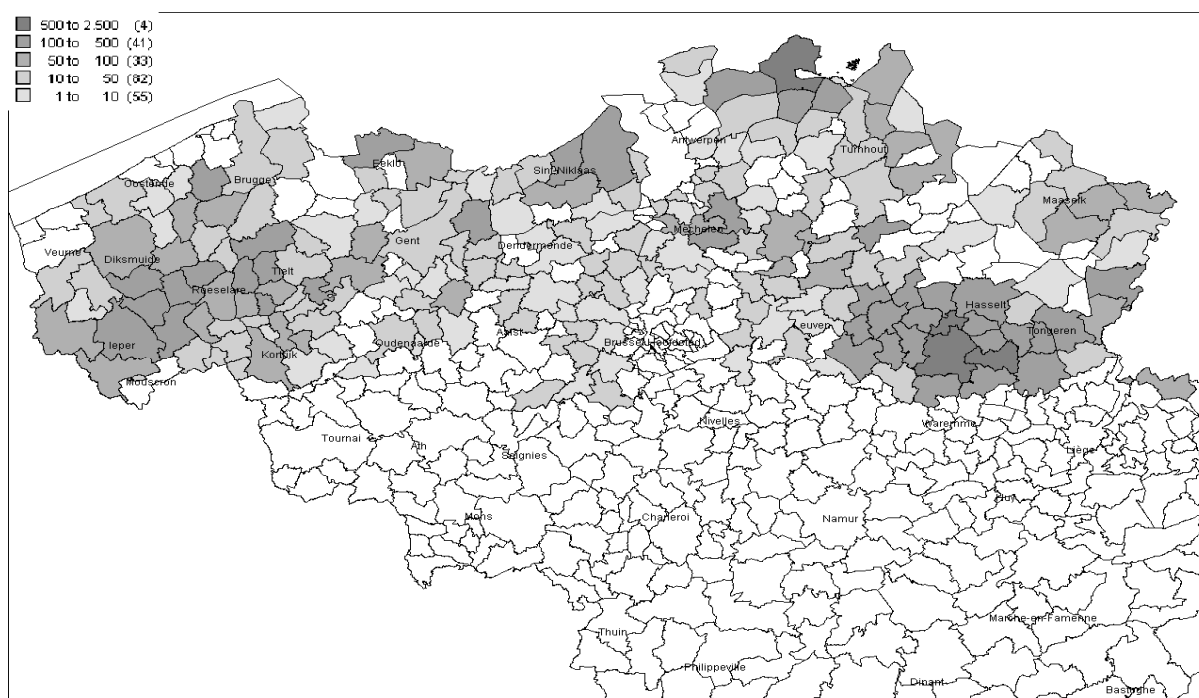 500 to 2.500 (4)
100 to 500 (41)
50 to 100 (33)
10 to 50 (82)
1 to 10 (55)
Antwerpen
Turnhout
Eeklo
Sint-Niklaas
Oostende
Brugge
Maaseik
Mechelen
Veurne
Gent
Dendermonde
Diksmuide
Tielt
Roeselare
Hasselt
Leuven
Tongeren
Ieper
Kortrijk
Oudenaarde
Aalst
Mouscron
Tournai
Ath
Soignies
Nivelles
Waremme
Liège
Mons
Charleroi
Namur
Huy
Marche-en-Famenne
Thuin
Philippeville
Dinant
Bastogne